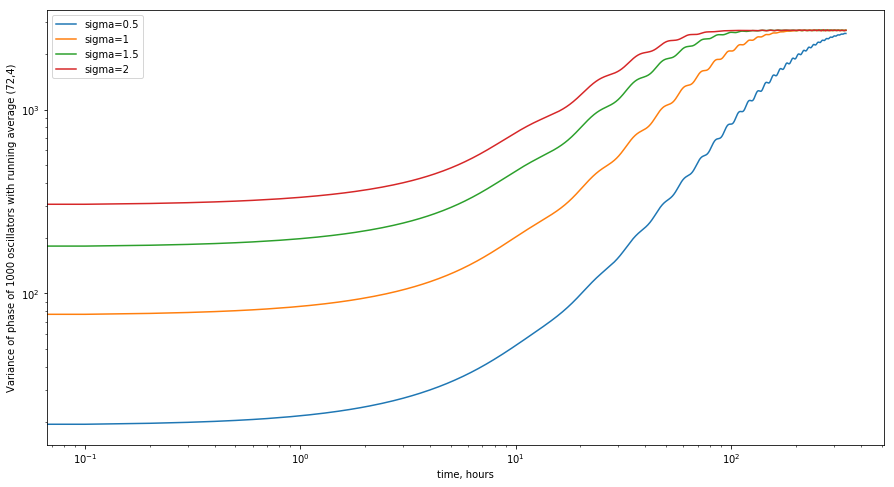 sigma=0.5
sigma=1
sigma=1.5
sigma=2
Variance of phase of 1000 oscillators with running average (72,4)
10³
10²
10⁻¹
10⁰
10¹
10²
time, hours